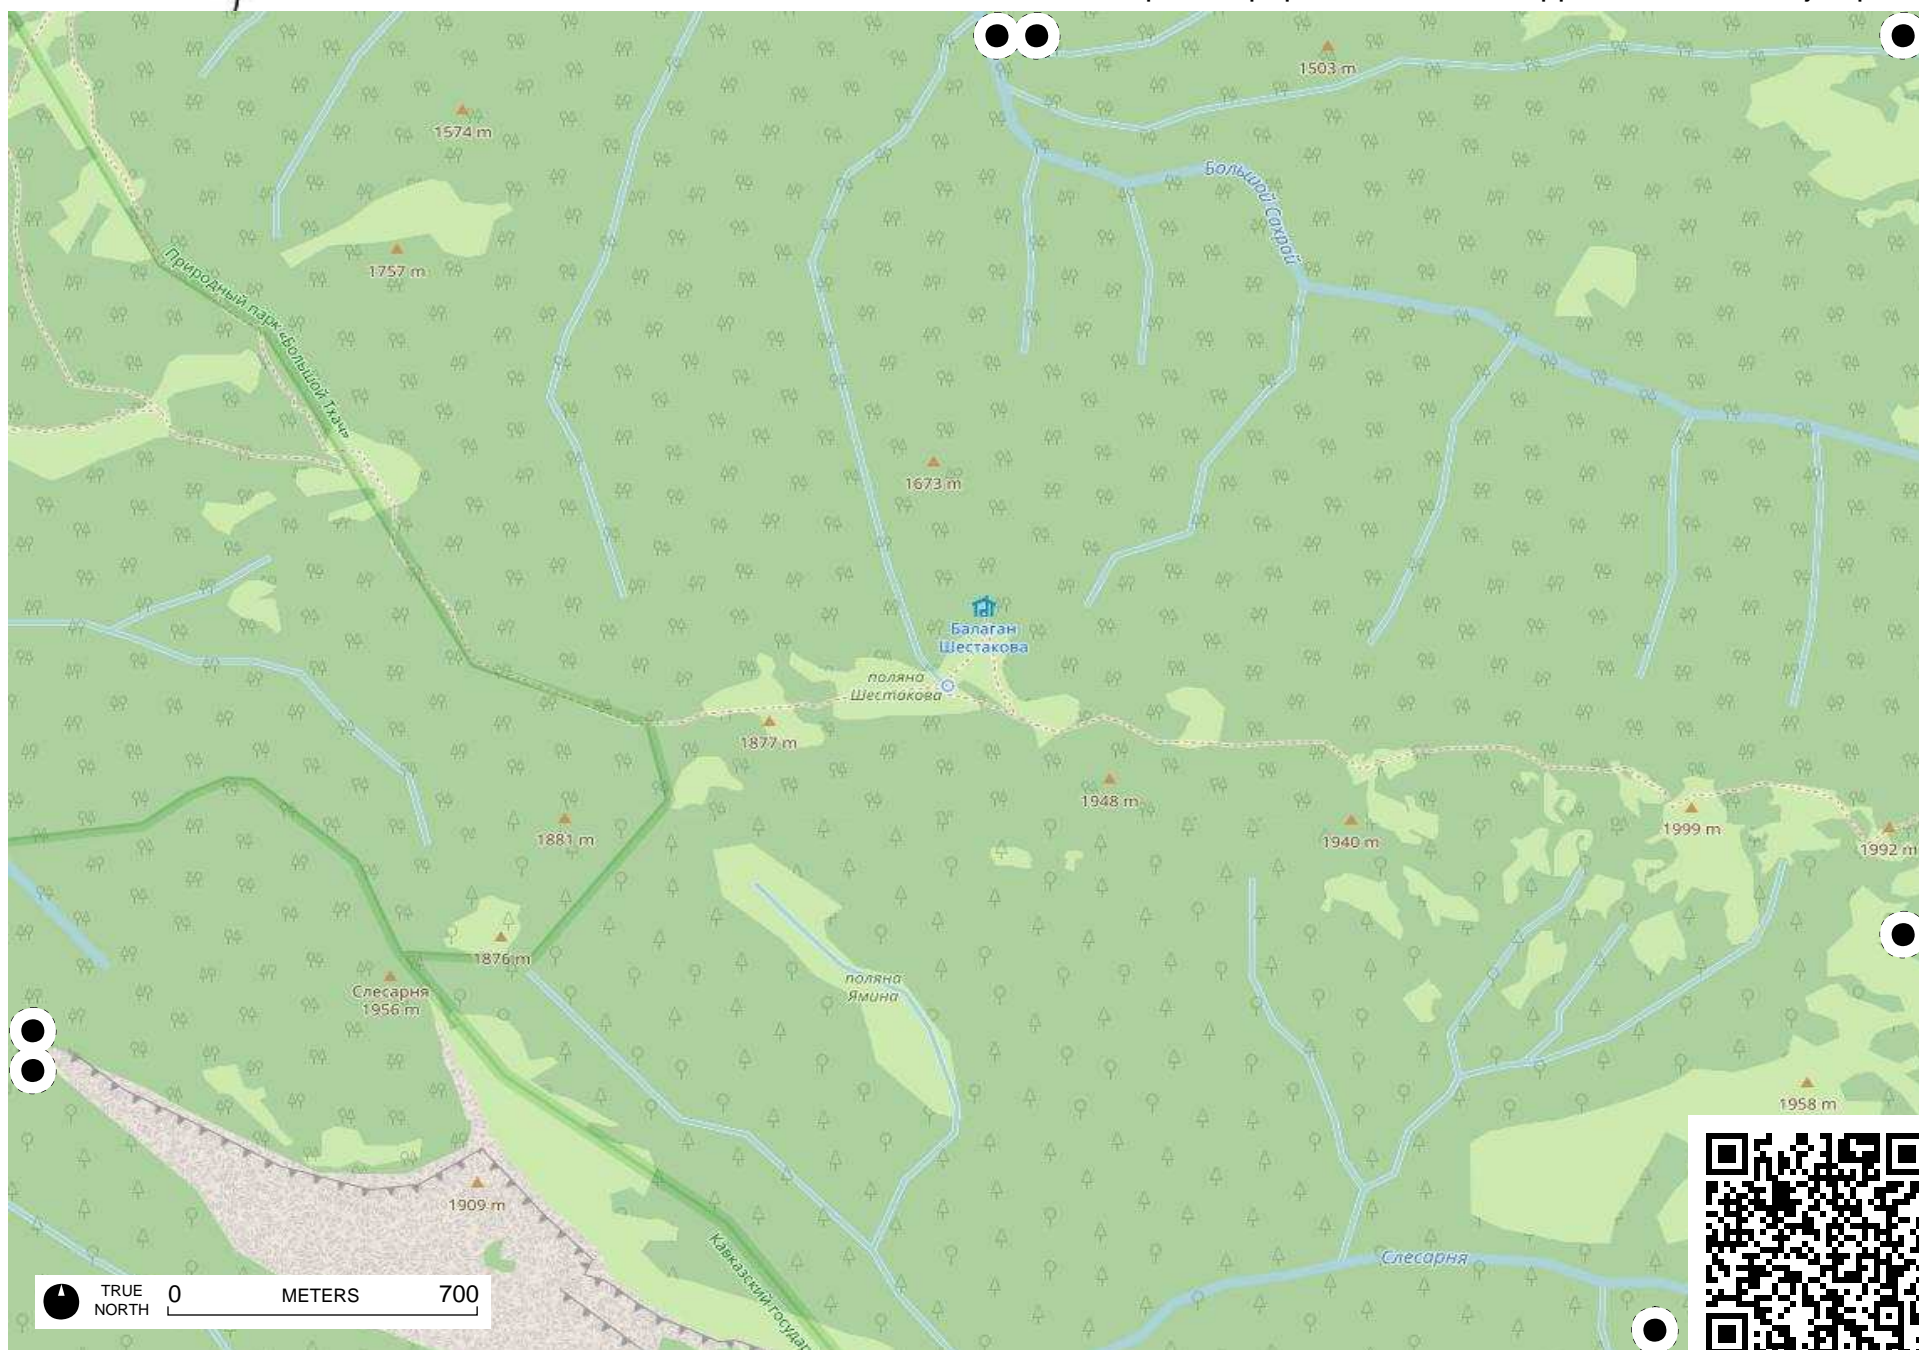 1503 m
1574 m
Большой Сахрай
1757 m
Природный парк «Большой Тхач»
1673 m
Балаган
Шестакова
поляна
Шестакова
1877 m
1948 m
1881 m
1940 m
1999 m
1992 m
1876 m
поляна
Ямина
Слесарня
1956 m
1958 m
1909 m
Кавказский государ
Слесарня
TRUE
NORTH
0 METERS 700